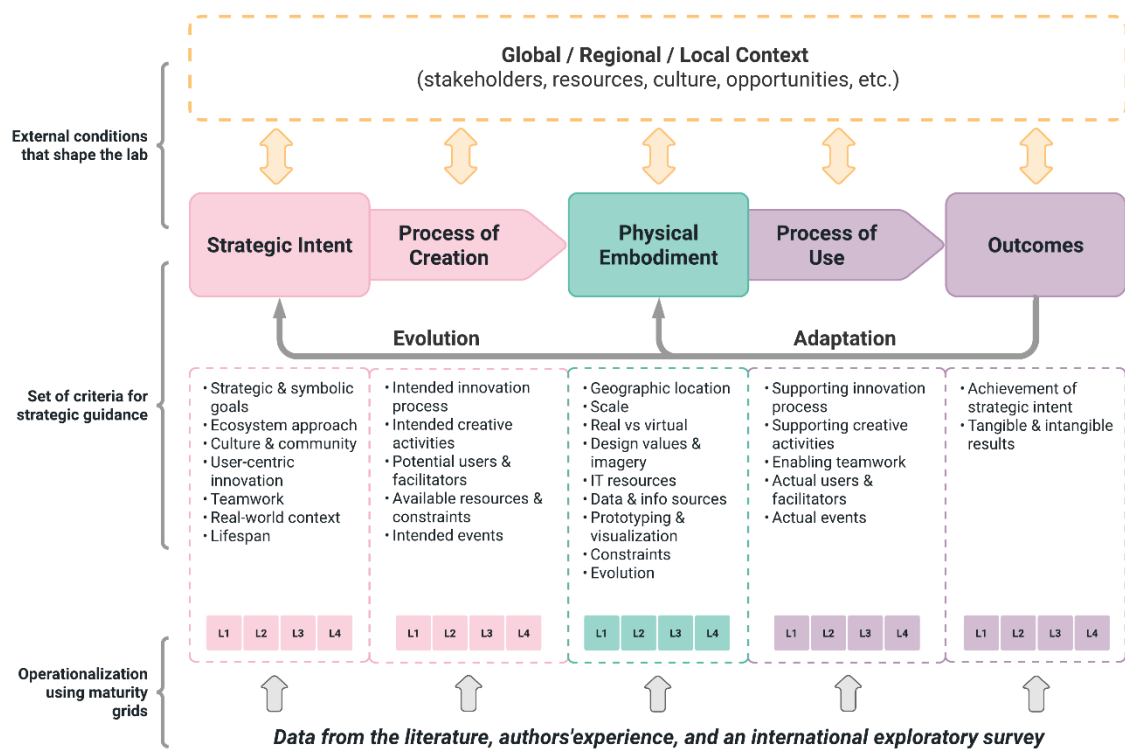 Global / Regional / Local Context
(stakeholders, resources, culture, opportunities, etc.)
External conditions
that shape the lab
Strategic Intent
Process of
Creation
Physical
Embodiment
Process of
Use
Outcomes
Evolution
Adaptation
Set of criteria for
strategic guidance
• Strategic & symbolic
goals
• Ecosystem approach
• Culture & community
• User-centric
innovation
• Teamwork
• Real-world context
• Lifespan
• Intended innovation
process
• Intended creative
activities
• Potential users &
facilitators
• Available resources &
constraints
• Intended events
• Geographic location
• Scale
• Real vs virtual
• Design values &
imagery
• IT resources
• Data & info sources
• Prototyping &
visualization
• Constraints
• Evolution
• Supporting innovation
process
• Supporting creative
activities
• Enabling teamwork
• Actual users &
facilitators
• Actual events
• Achievement of
strategic intent
• Tangible & intangible
results
L1 L2 L3 L4
L1 L2 L3 L4
L1 L2 L3 L4
L1 L2 L3 L4
L1 L2 L3 L4
Operationalization
using maturity
grids
Data from the literature, authors'experience, and an international exploratory survey